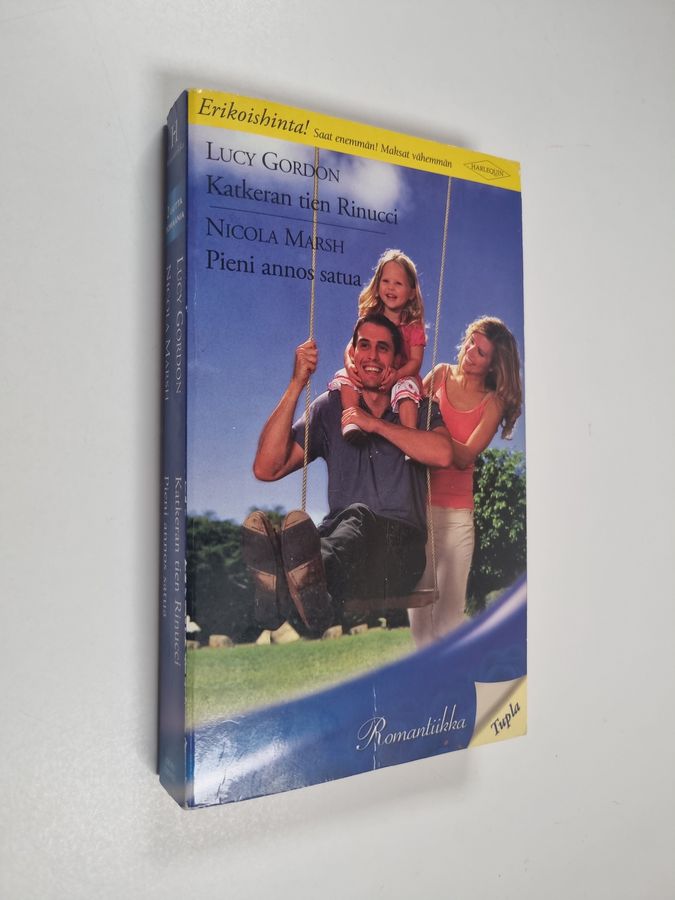 Erikoishinta! Saat enemmän! Maksat vähemmän
HARLEQUIN
LUCY GORDON
Katkeran tien Rinucci
NICOLA MARSH
Pieni annos satua
Romantiikka
Tupla
H
LUCY GORDON Katkeran tien Rinucci
NICOLA MARSH Pieni annos satua